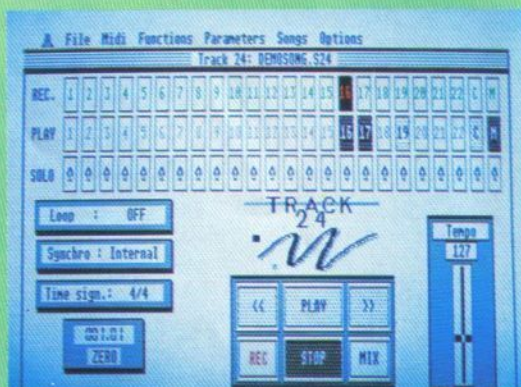 File Midi Functions Parameters Songs Options
Track 24: DEMOSONG.S24
REC. 1 2 3 4 5 6 7 8 9 10 11 12 13 14 15 16 17 18 19 20 21 22 C M
PLAY 1 2 3 4 5 6 7 8 9 10 11 12 13 14 15 16 17 18 19 20 21 22 C M
SOLO
TRACK
24
Loop : OFF
Synchro : Internal
Time sign.: 4/4
001.01
ZERO
<< PLAY >>
REC STOP MIX
Tempo
127